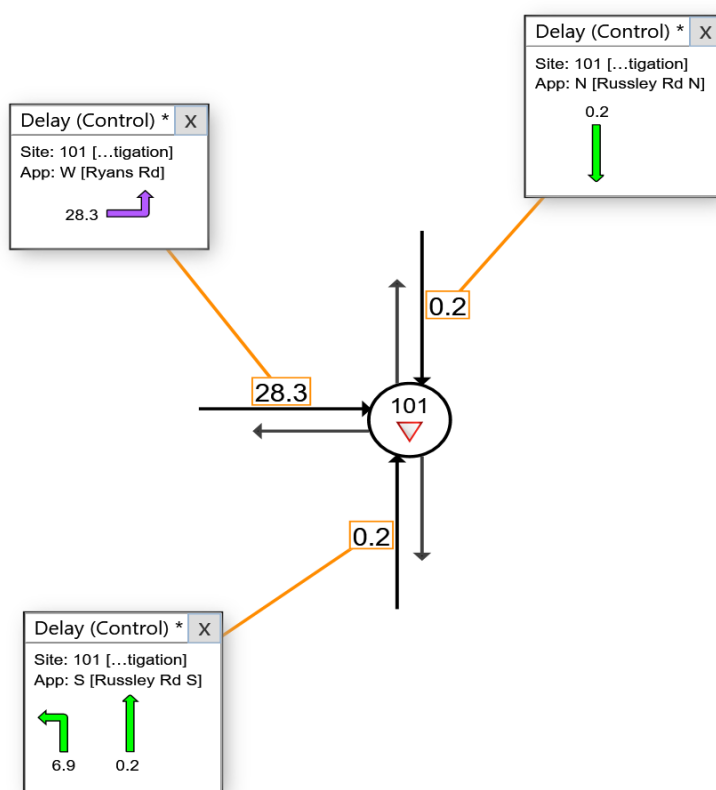 Delay (Control) * X
Site: 101 [...tigation]
App: N [Russley Rd N]
0.2
Delay (Control) * X
Site: 101 [...tigation]
App: W [Ryans Rd]
28.3
0.2
28.3
101
0.2
Delay (Control) * X
Site: 101 [...tigation]
App: S [Russley Rd S]
6.9 0.2